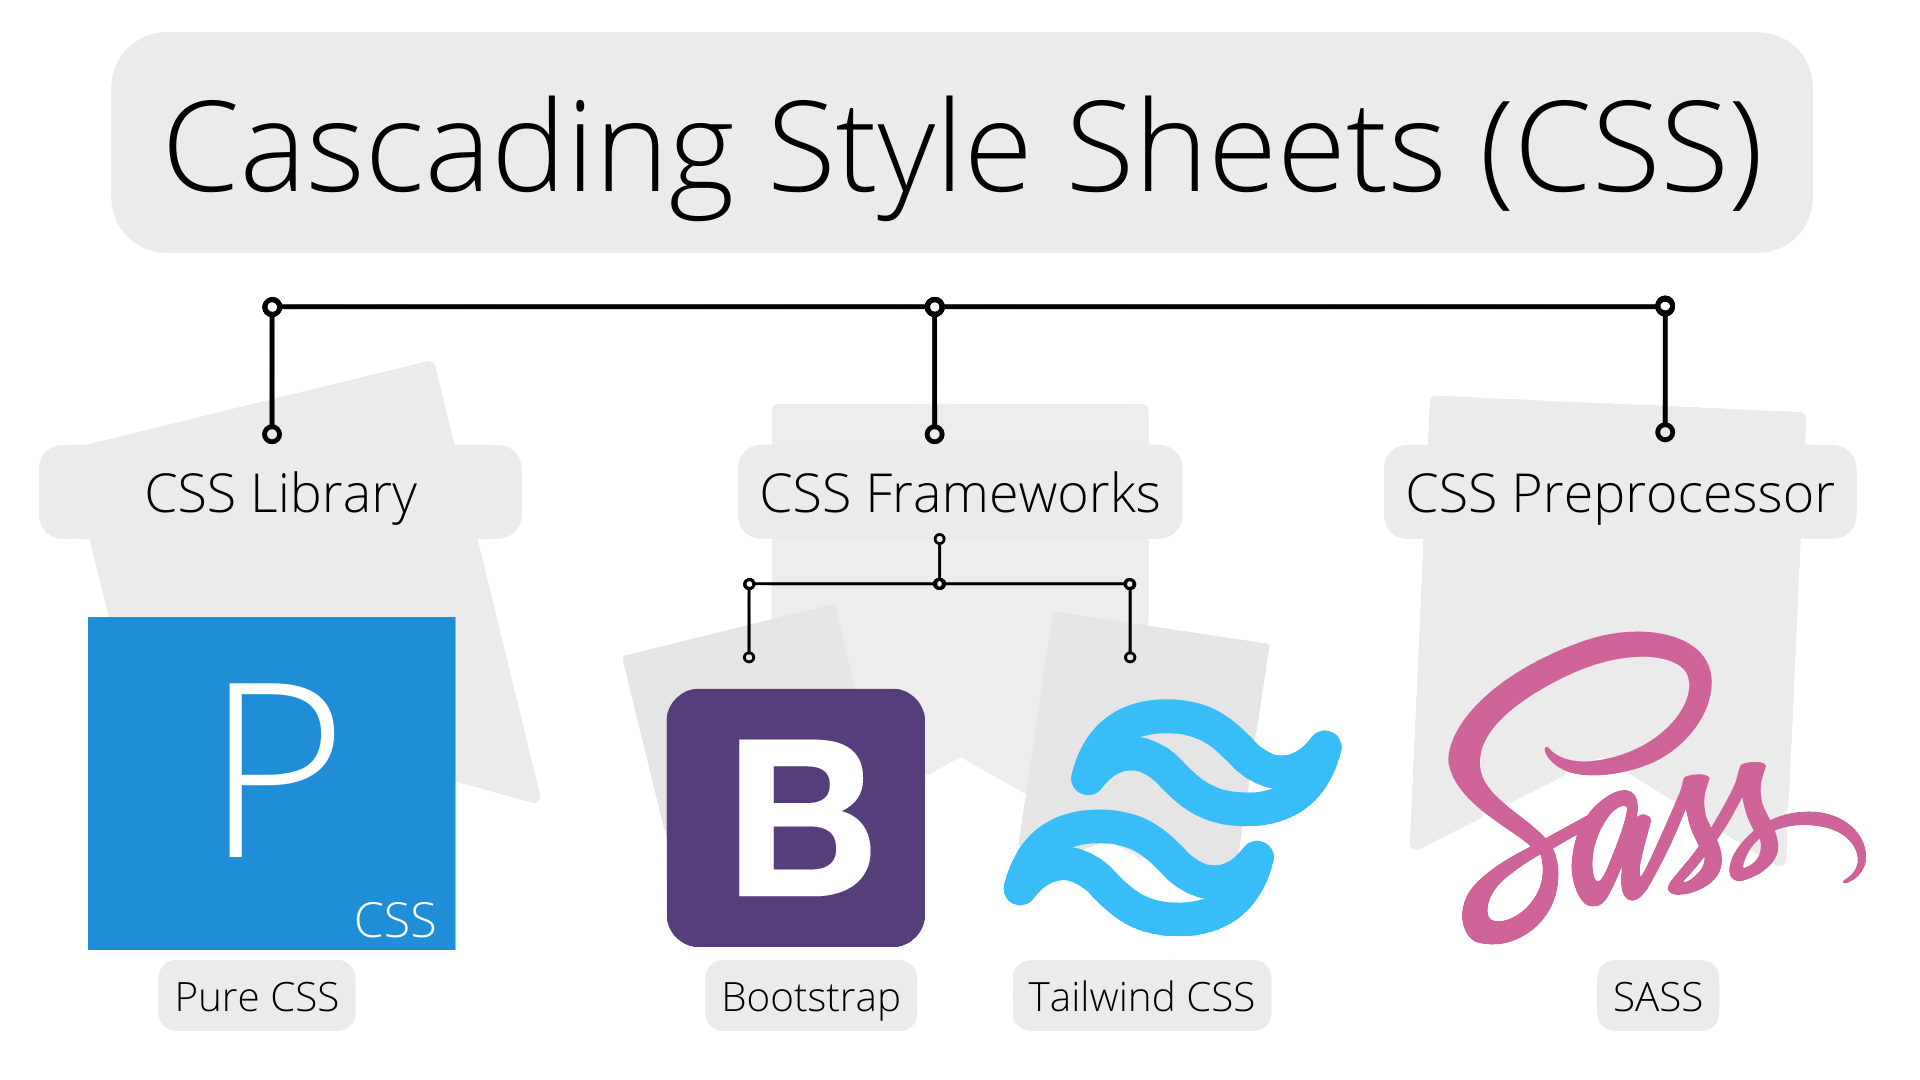 Cascading Style Sheets (CSS)
CSS Library
CSS Frameworks
CSS Preprocessor
P
CSS
B
Sass
Pure CSS
Bootstrap
Tailwind CSS
SASS